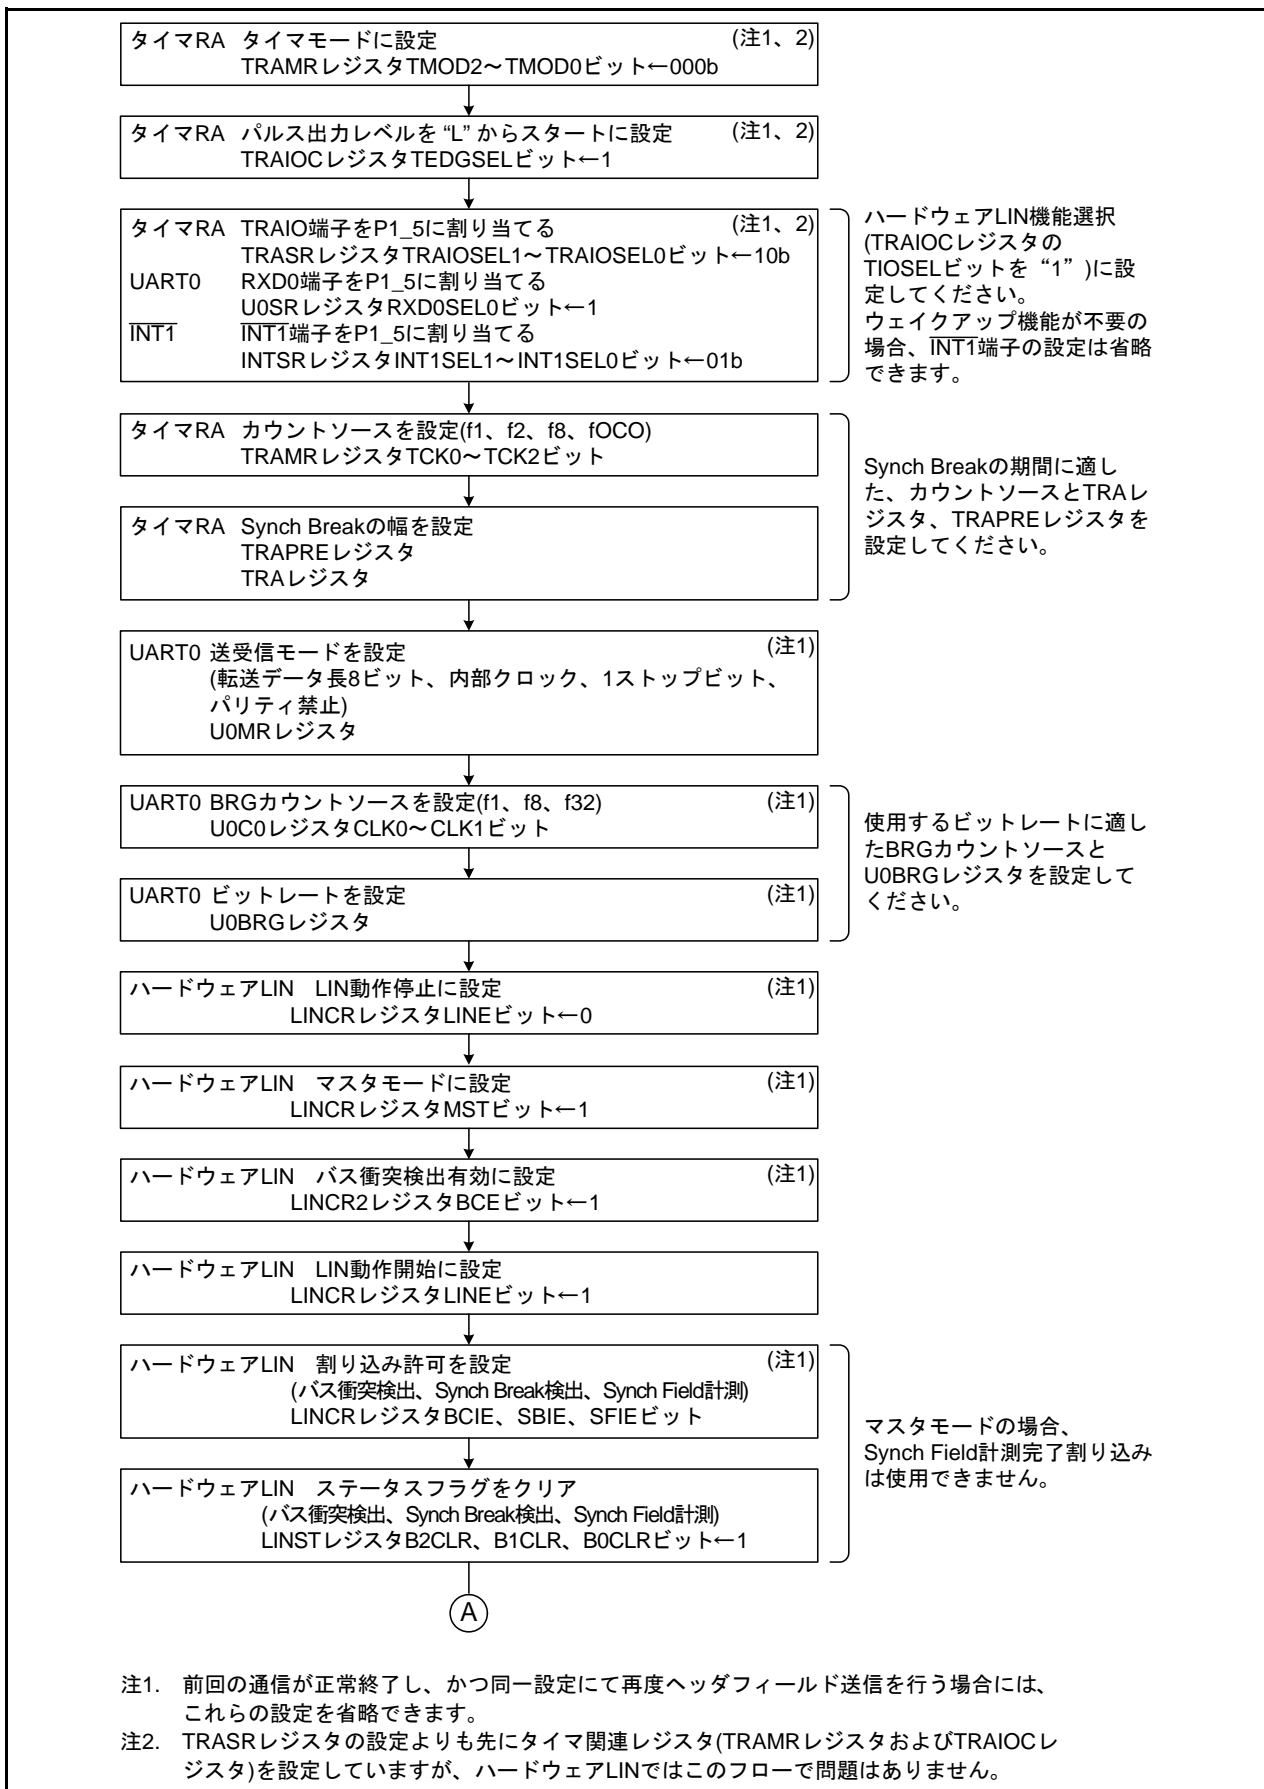 タイマRA タイマモードに設定 (注1、2)
TRAMRレジスタTMOD2～TMOD0ビット←000b
タイマRA パルス出力レベルを “L” からスタートに設定 (注1、2)
TRAIOCレジスタTEDGSELビット←1
タイマRA TRAIO端子をP1_5に割り当てる (注1、2)
TRASRレジスタTRAIOSEL1～TRAIOSEL0ビット←10b
UART0 RXD0端子をP1_5に割り当てる
U0SRレジスタRXD0SEL0ビット←1
INT1 INT1端子をP1_5に割り当てる
INTSRレジスタINT1SEL1～INT1SEL0ビット←01b
ハードウェアLIN機能選択
(TRAIOCレジスタの
TIOSELビットを “1” )に設
定してください。
ウェイクアップ機能が不要の
場合、INT1端子の設定は省略
できます。
タイマRA カウントソースを設定(f1、f2、f8、fOCO)
TRAMRレジスタTCK0～TCK2ビット
タイマRA Synch Breakの幅を設定
TRAPREレジスタ
TRAレジスタ
Synch Breakの期間に適し
た、カウントソースとTRAレ
ジスタ、TRAPREレジスタを
設定してください。
UART0 送受信モードを設定 (注1)
(転送データ長8ビット、内部クロック、1ストップビット、
パリティ禁止)
U0MRレジスタ
UART0 BRGカウントソースを設定(f1、f8、f32) (注1)
U0C0レジスタCLK0～CLK1ビット
UART0 ビットレートを設定 (注1)
U0BRGレジスタ
使用するビットレートに適し
たBRGカウントソースと
U0BRGレジスタを設定して
ください。
ハードウェアLIN LIN動作停止に設定 (注1)
LINCRレジスタLINEビット←0
ハードウェアLIN マスタモードに設定 (注1)
LINCRレジスタMSTビット←1
ハードウェアLIN バス衝突検出有効に設定 (注1)
LINCR2レジスタBCEビット←1
ハードウェアLIN LIN動作開始に設定
LINCRレジスタLINEビット←1
ハードウェアLIN 割り込み許可を設定 (注1)
(バス衝突検出、Synch Break検出、Synch Field計測)
LINCRレジスタBCIE、SBIE、SFIEビット
ハードウェアLIN ステータスフラグをクリア
(バス衝突検出、Synch Break検出、Synch Field計測)
LINSTレジスタB2CLR、B1CLR、B0CLRビット←1
マスタモードの場合、
Synch Field計測完了割り込み
は使用できません。
A
注1. 前回の通信が正常終了し、かつ同一設定にて再度ヘッダフィールド送信を行う場合には、
これらの設定を省略できます。
注2. TRASRレジスタの設定よりも先にタイマ関連レジスタ(TRAMRレジスタおよびTRAIOCレ
ジスタ)を設定していますが、ハードウェアLINではこのフローで問題はありません。